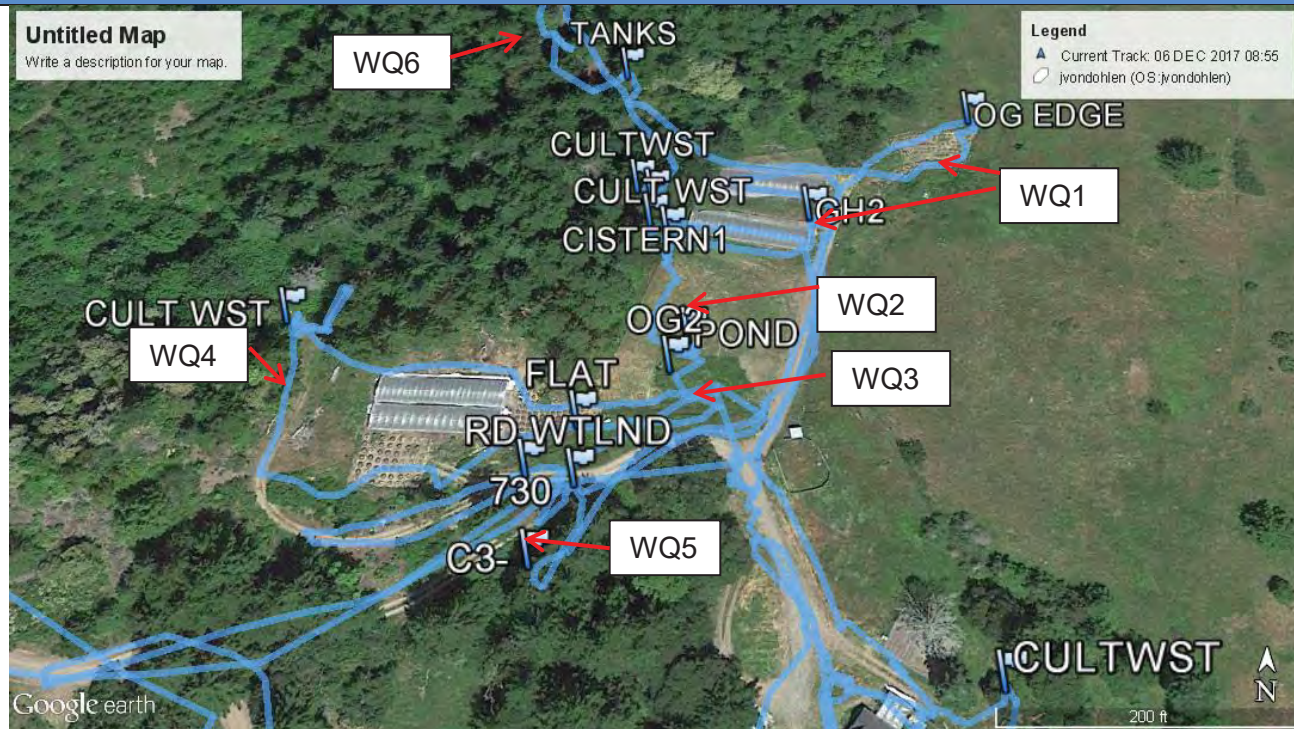 Untitled Map
Write a description for your map.
Legend
Current Track: 06 DEC 2017 08:55
jvondohlen (OS:jvondohlen)
TANKS
WQ6
OG EDGE
CULTWST
WQ1
CULT WST
GH2
CISTERN1
WQ2
CULT WST
OG2
POND
WQ4
WQ3
FLAT
RD WTLND
730
WQ5
C3-
CULTWST
N
Google earth
200 ft